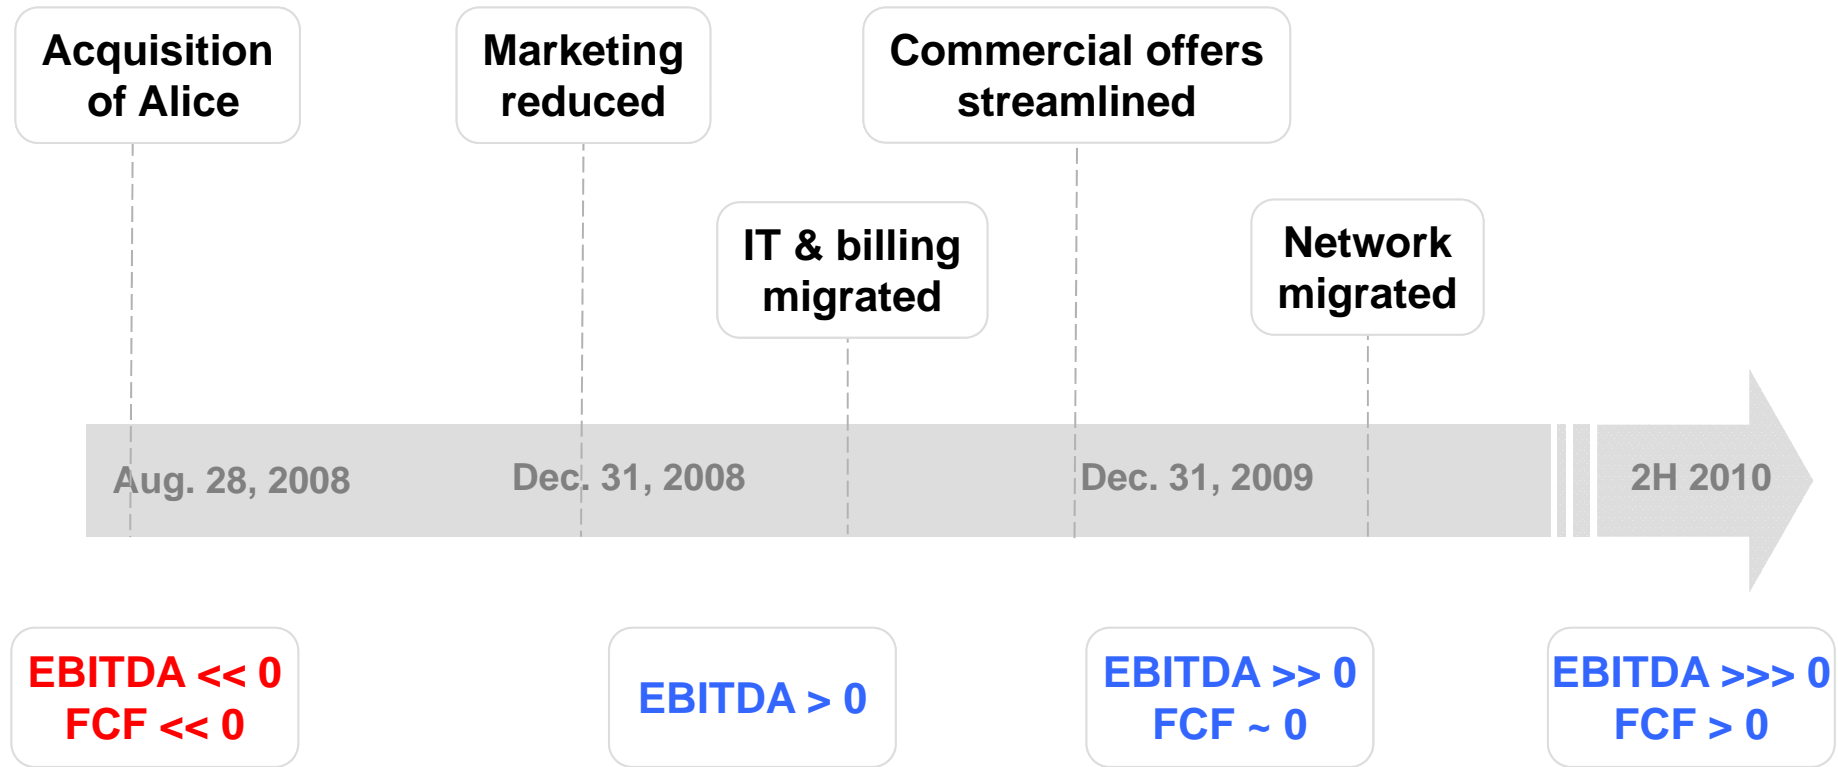 Acquisition
of Alice
Marketing
reduced
Commercial offers
streamlined
IT & billing
migrated
Network
migrated
Aug. 28, 2008
Dec. 31, 2008
Dec. 31, 2009
2H 2010
EBITDA << 0
FCF << 0
EBITDA > 0
EBITDA >> 0
FCF ~ 0
EBITDA >>> 0
FCF > 0